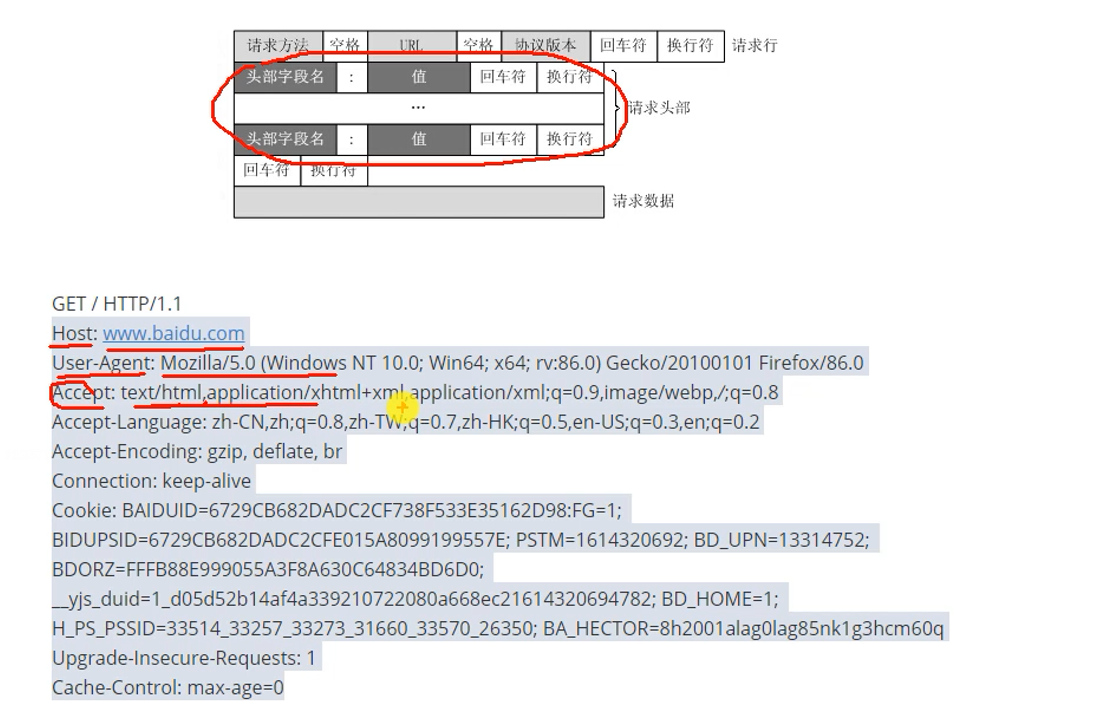 请求方法 空格 URL 空格 协议版本 回车符 换行符 请求行
头部字段名 : 值 回车符 换行符
... 请求头部
头部字段名 : 值 回车符 换行符
回车符 换行符
请求数据
GET / HTTP/1.1
Host: www.baidu.com
User-Agent: Mozilla/5.0 (Windows NT 10.0; Win64; x64; rv:86.0) Gecko/20100101 Firefox/86.0
Accept: text/html,application/xhtml+xml,application/xml;q=0.9,image/webp,/;q=0.8
Accept-Language: zh-CN,zh;q=0.8,zh-TW;q=0.7,zh-HK;q=0.5,en-US;q=0.3,en;q=0.2
Accept-Encoding: gzip, deflate, br
Connection: keep-alive
Cookie: BAIDUID=6729CB682DADC2CF738F533E35162D98:FG=1;
BIDUPSID=6729CB682DADC2CFE015A8099199557E; PSTM=1614320692; BD_UPN=13314752;
BDORZ=FFFB88E999055A3F8A630C64834BD6D0;
__yjs_duid=1_d05d52b14af4a339210722080a668ec21614320694782; BD_HOME=1;
H_PS_PSSID=33514_33257_33273_31660_33570_26350; BA_HECTOR=8h2001alag0lag85nk1g3hcm60q
Upgrade-Insecure-Requests: 1
Cache-Control: max-age=0